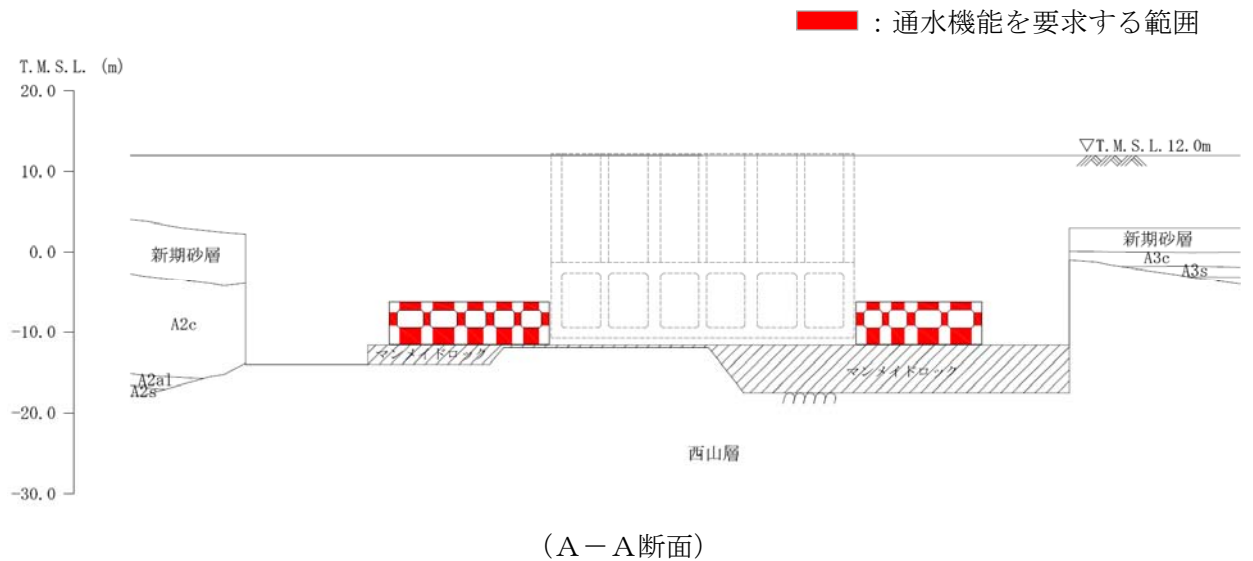 ：通水機能を要求する範囲
T.M.S.L. (m)
20.0
▽T.M.S.L.12.0m
10.0
新期砂層
新期砂層
0.0
A3c
A3s
A2c
-10.0
マンメイドロック
マンメイドロック
A2a1
A2s
-20.0
西山層
-30.0
（A－A断面）